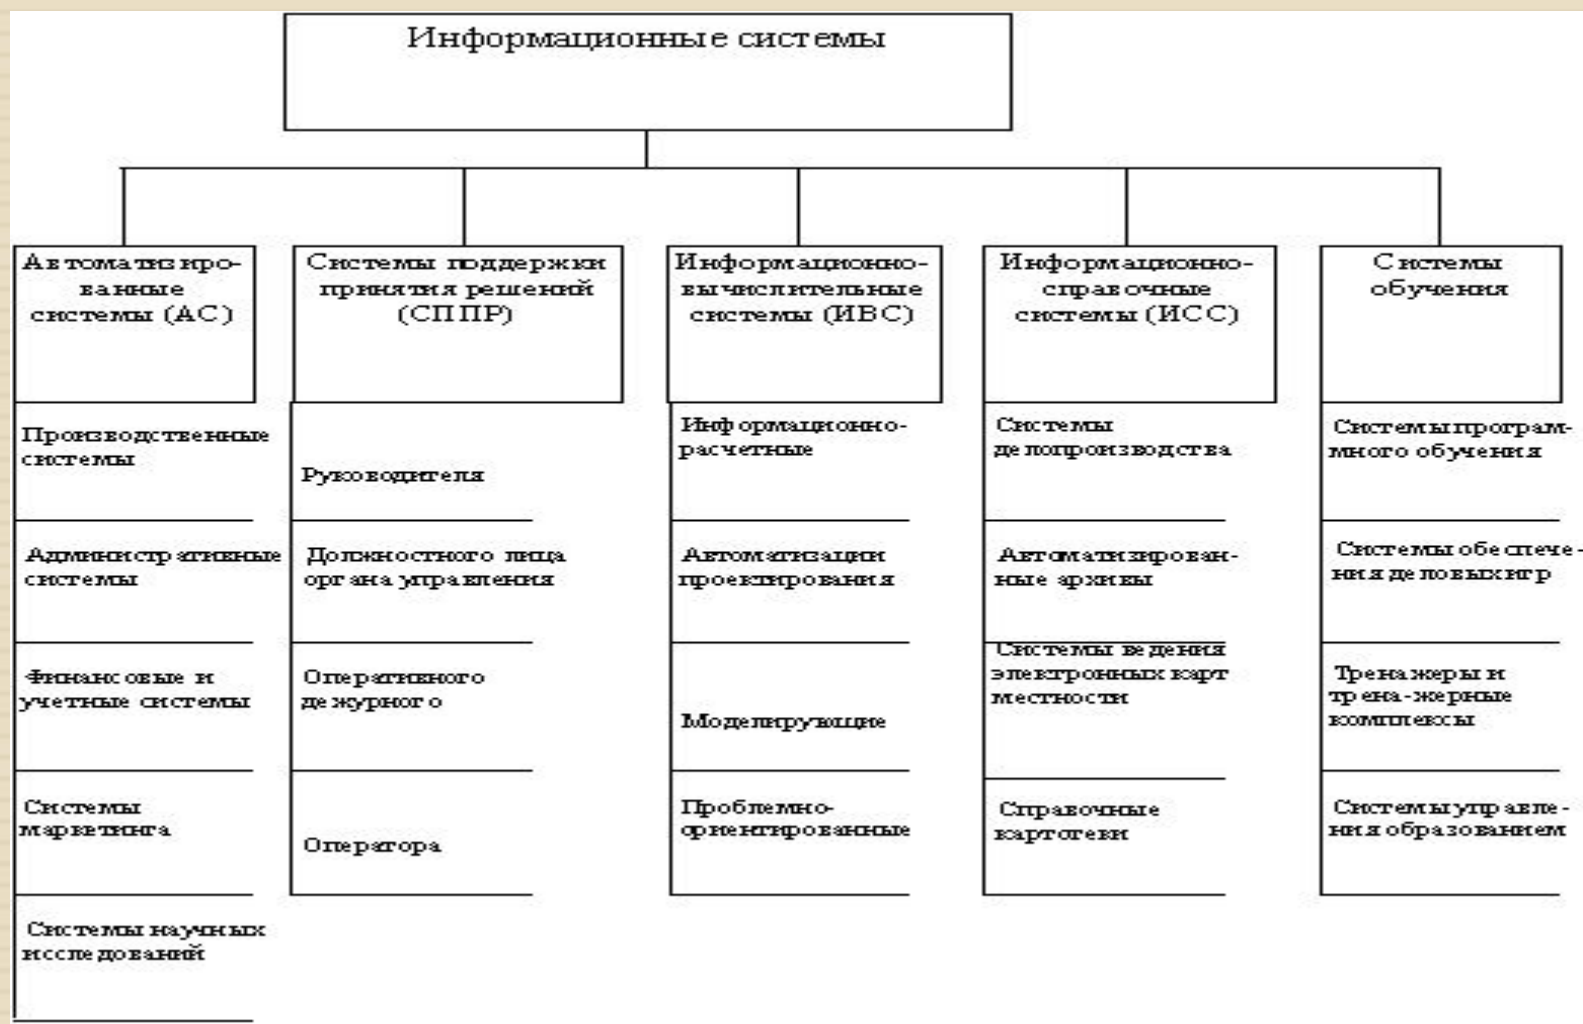 Информационные системы
Автоматизиро-
ванные
системы (АС)
Производственные
системы
Административные
системы
Финансовые и
учетные системы
Системы
маркетинга
Системы научных
исследований
Системы поддержки
принятия решений
(СППР)
Руководителя
Должностного лица
органа управления
Оперативного
дежурного
Оператора
Информационно-
вычислительные
системы (ИВС)
Информационно-
расчетные
Автоматизации
проектирования
Моделирующие
Проблемно-
ориентированные
Информационно-
справочные
системы (ИСС)
Системы
делопроизводства
Автоматизирован-
ные архивы
Системы ведения
электронных карт
местности
Справочные
картотеки
Системы
обучения
Системы програм-
много обучения
Системы обеспече-
ния деловых игр
Тренажеры и
трена-жерные
комплексы
Системы управле-
ния образованием